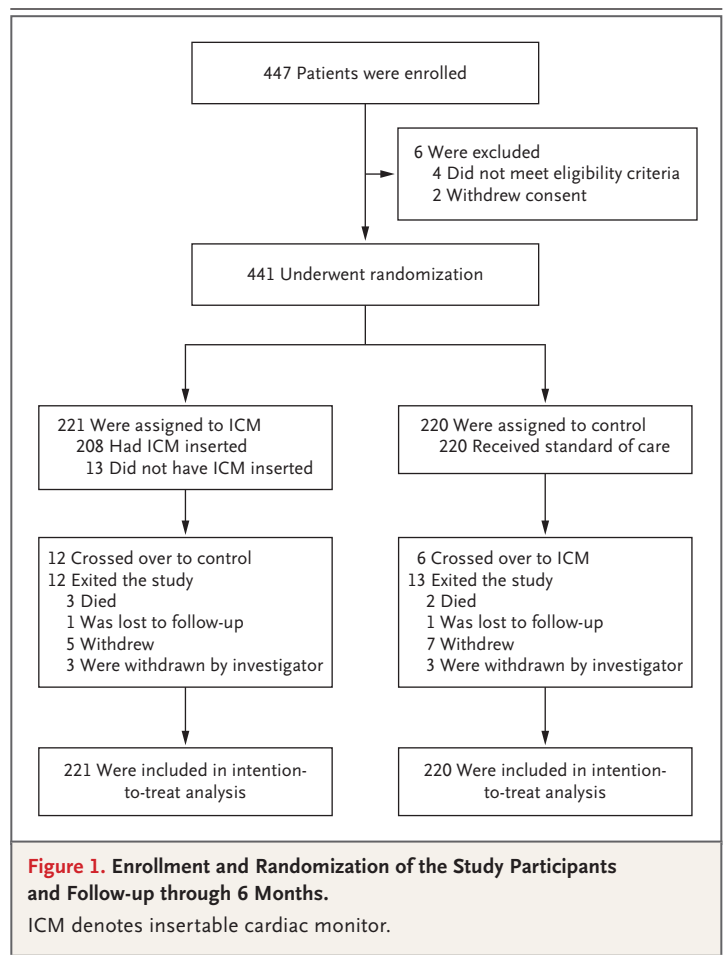 447 Patients were enrolled
6 Were excluded
4 Did not meet eligibility criteria
2 Withdrew consent
441 Underwent randomization
221 Were assigned to ICM
208 Had ICM inserted
13 Did not have ICM inserted
220 Were assigned to control
220 Received standard of care
12 Crossed over to control
12 Exited the study
3 Died
1 Was lost to follow-up
5 Withdrew
3 Were withdrawn by investigator
6 Crossed over to ICM
13 Exited the study
2 Died
1 Was lost to follow-up
7 Withdrew
3 Were withdrawn by investigator
221 Were included in intention-
to-treat analysis
220 Were included in intention-
to-treat analysis
Figure 1. Enrollment and Randomization of the Study Participants
and Follow-up through 6 Months.
ICM denotes insertable cardiac monitor.